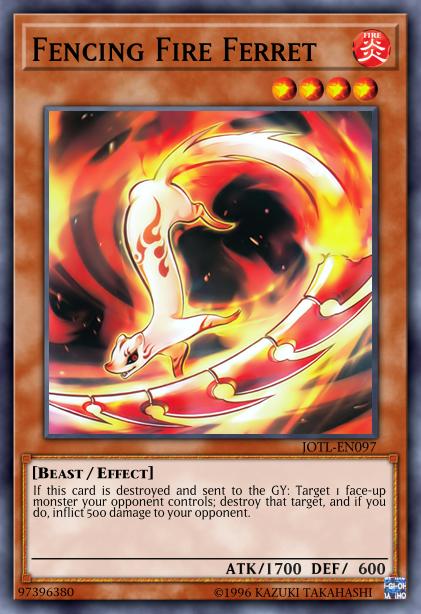 FENCING FIRE FERRET
FIRE
炎
JOTL-EN097
[BEAST / EFFECT]
If this card is destroyed and sent to the GY: Target 1 face-up
monster your opponent controls; destroy that target, and if you
do, inflict 500 damage to your opponent.
ATK/1700 DEF/ 600
97396380
©1996 KAZUKI TAKAHASHI